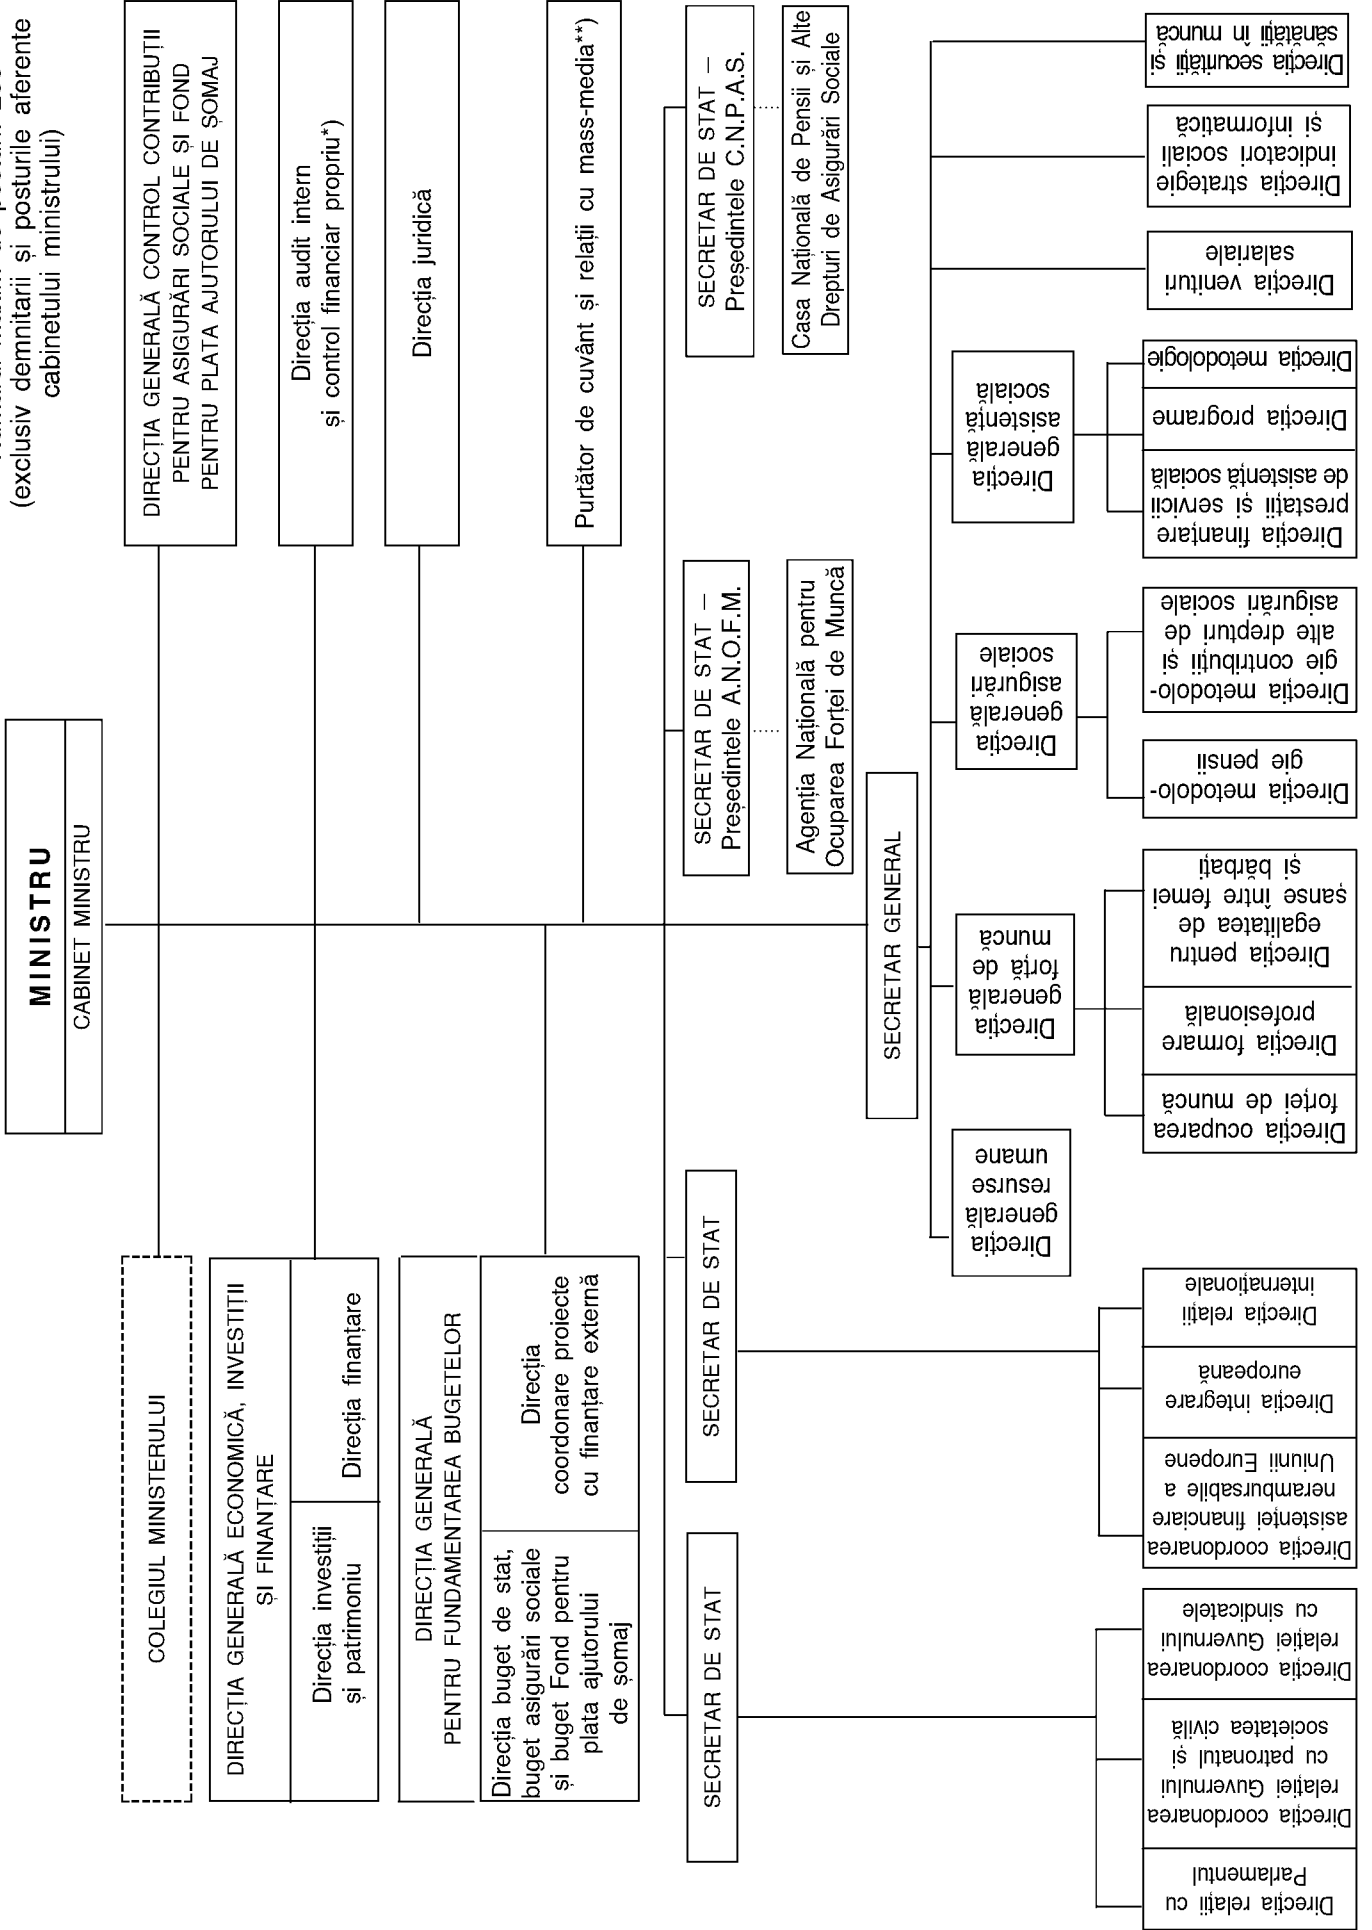 (exclusiv demnitarii și posturile aferente
cabinetului ministrului)
MINISTRU
CABINET MINISTRU
COLEGIUL MINISTERULUI
DIRECȚIA GENERALĂ CONTROL CONTRIBUȚII
PENTRU ASIGURĂRI SOCIALE ȘI FOND
PENTRU PLATA AJUTORULUI DE ȘOMAJ
DIRECȚIA GENERALĂ ECONOMICĂ, INVESTIȚII
ȘI FINANȚARE
Direcția investiții
și patrimoniu
Direcția finanțare
Direcția audit intern
și control financiar propriu*)
Direcția juridică
DIRECȚIA GENERALĂ
PENTRU FUNDAMENTAREA BUGETELOR
Direcția buget de stat,
buget asigurări sociale
și buget Fond pentru
plata ajutorului
de șomaj
Direcția
coordonare proiecte
cu finanțare externă
Purtător de cuvânt și relații cu mass-media**)
SECRETAR DE STAT
SECRETAR DE STAT
SECRETAR DE STAT —
Președintele A.N.O.F.M.
SECRETAR DE STAT —
Președintele C.N.P.A.S.
Agenția Națională pentru
Ocuparea Forței de Muncă
Casa Națională de Pensii și Alte
Drepturi de Asigurări Sociale
SECRETAR GENERAL
Direcția
generală
resurse
umane
Direcția
generală
forță de
muncă
Direcția
generală
asigurări
sociale
Direcția
generală
asistență
socială
Direcția relații cu
Parlamentul
Direcția coordonarea
relației Guvernului
cu patronatul și
societatea civilă
Direcția coordonarea
relației Guvernului
cu sindicatele
Direcția coordonarea
asistenței financiare
nerambursabile a
Uniunii Europene
Direcția integrare
europeană
Direcția relații
internaționale
Direcția ocuparea
forței de muncă
Direcția formare
profesională
Direcția pentru
egalitatea de
șanse între femei
și bărbați
Direcția metodolo-
gie pensii
Direcția metodolo-
gie contribuții și
alte drepturi de
asigurări sociale
Direcția finanțare
prestații și servicii
de asistență socială
Direcția programe
Direcția metodologie
Direcția venituri
salariale
Direcția strategie
indicatori sociali
și informatică
Direcția securității și
sănătății în muncă